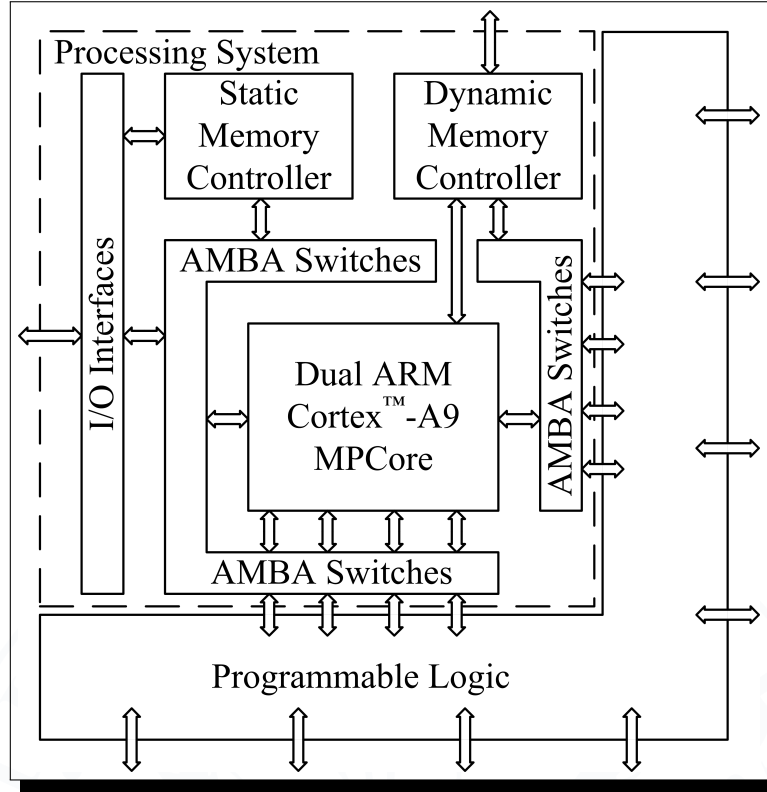 Processing System
Static
Memory
Controller
Dynamic
Memory
Controller
AMBA Switches
I/O Interfaces
AMBA Switches
Dual ARM
Cortex™-A9
MPCore
AMBA Switches
Programmable Logic